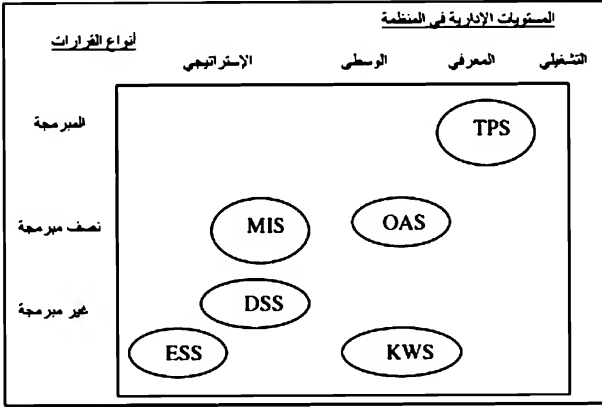 المستويات الإدارية في المنظمة
أنواع القرارات
التشغيلي المعرفي الوسطى الإستراتيجي
المبرمجة TPS
نصف مبرمجة OAS MIS
DSS
غير مبرمجة
KWS ESS